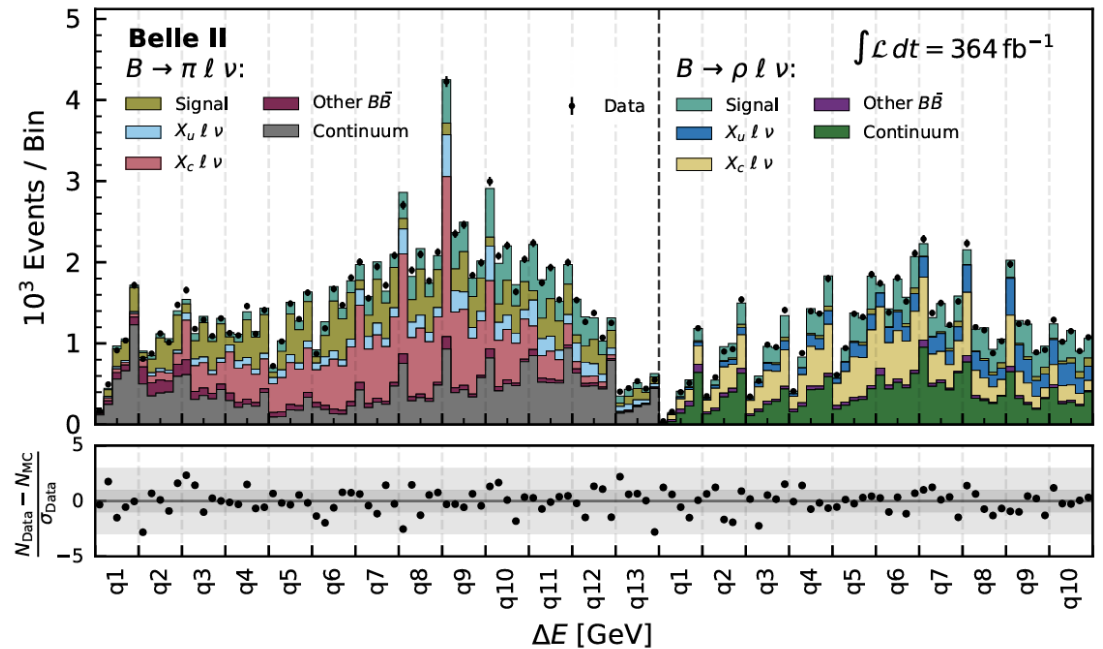 Belle II
B → π ℓ ν:
Signal
X_u ℓ ν
X_c ℓ ν
Other BB̄
Continuum
Data
∫ℒ dt = 364 fb⁻¹
B → ρ ℓ ν:
Signal
X_u ℓ ν
X_c ℓ ν
Other BB̄
Continuum
10³ Events / Bin
5
4
3
2
1
0
N_Data − N_MC
σ_Data
5
0
−5
q1 q2 q3 q4 q5 q6 q7 q8 q9 q10 q11 q12 q13 q1 q2 q3 q4 q5 q6 q7 q8 q9 q10
ΔE [GeV]